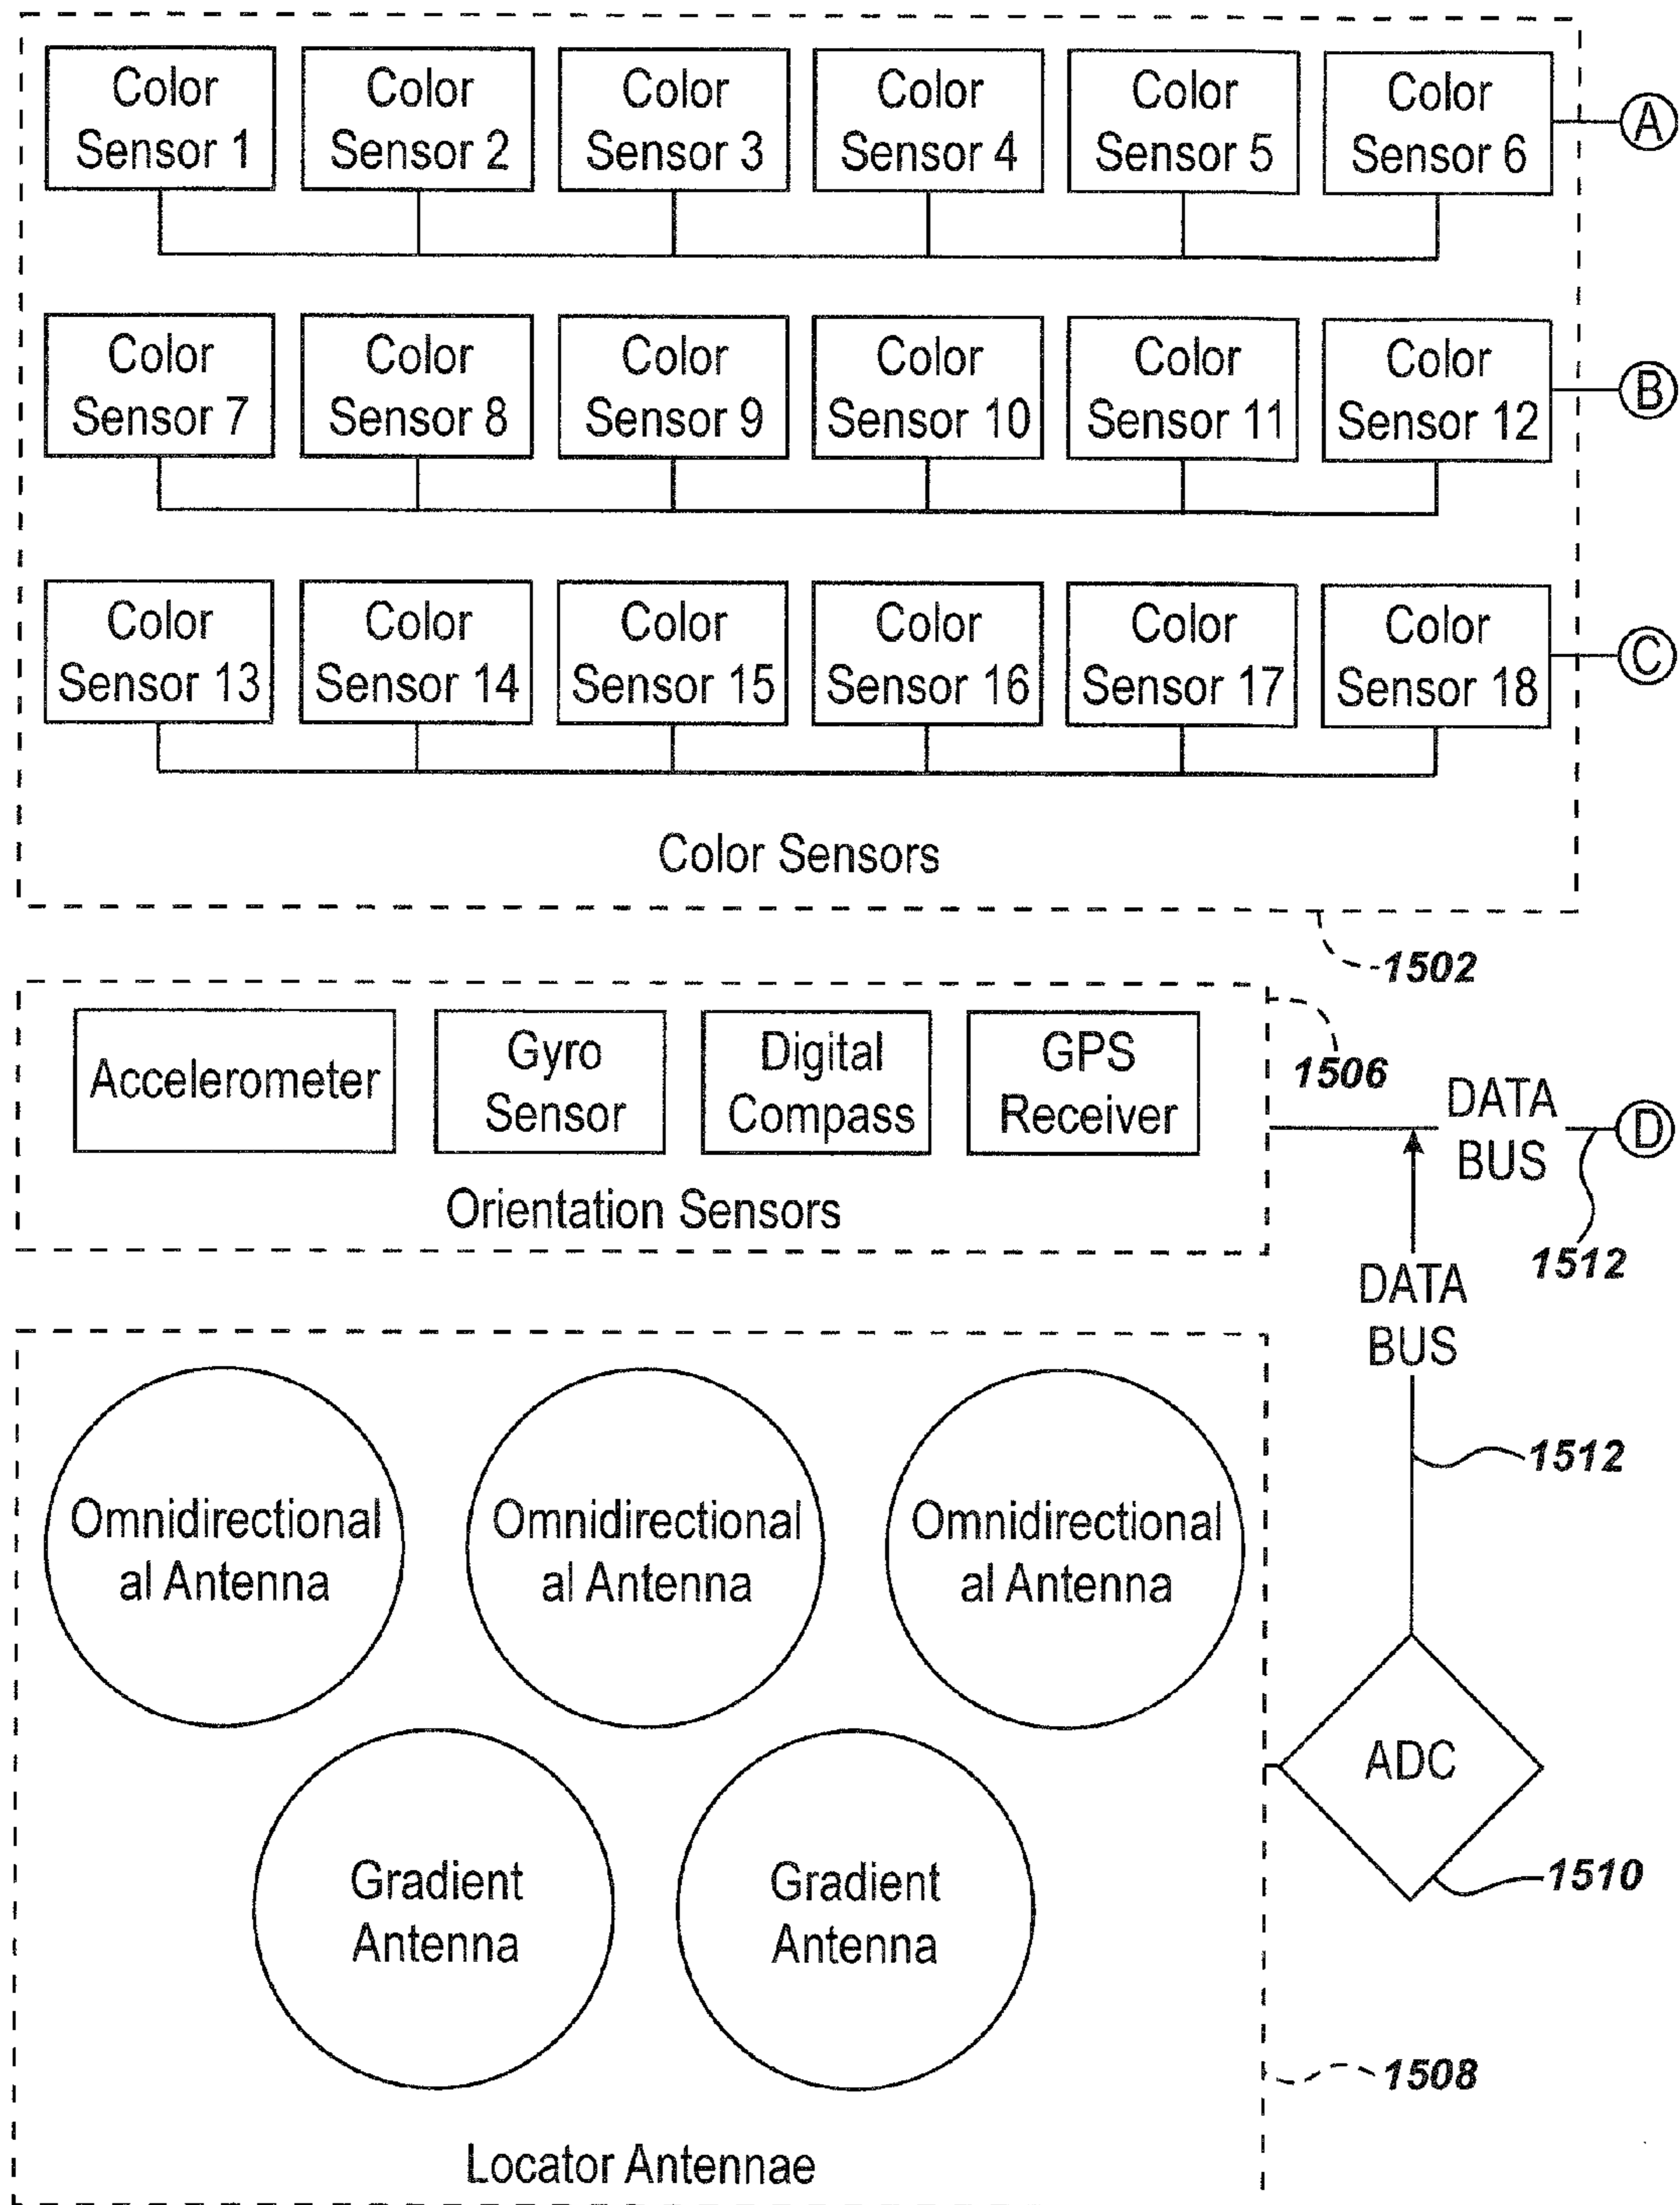 Color
Sensor 1
Color
Sensor 2
Color
Sensor 3
Color
Sensor 4
Color
Sensor 5
Color
Sensor 6
A
Color
Sensor 7
Color
Sensor 8
Color
Sensor 9
Color
Sensor 10
Color
Sensor 11
Color
Sensor 12
B
Color
Sensor 13
Color
Sensor 14
Color
Sensor 15
Color
Sensor 16
Color
Sensor 17
Color
Sensor 18
C
Color Sensors
1502
Accelerometer
Gyro
Sensor
Digital
Compass
GPS
Receiver
Orientation Sensors
1506
DATA
BUS
D
1512
DATA
BUS
1512
Omnidirectional
al Antenna
Omnidirectional
al Antenna
Omnidirectional
al Antenna
ADC
1510
Gradient
Antenna
Gradient
Antenna
1508
Locator Antennae